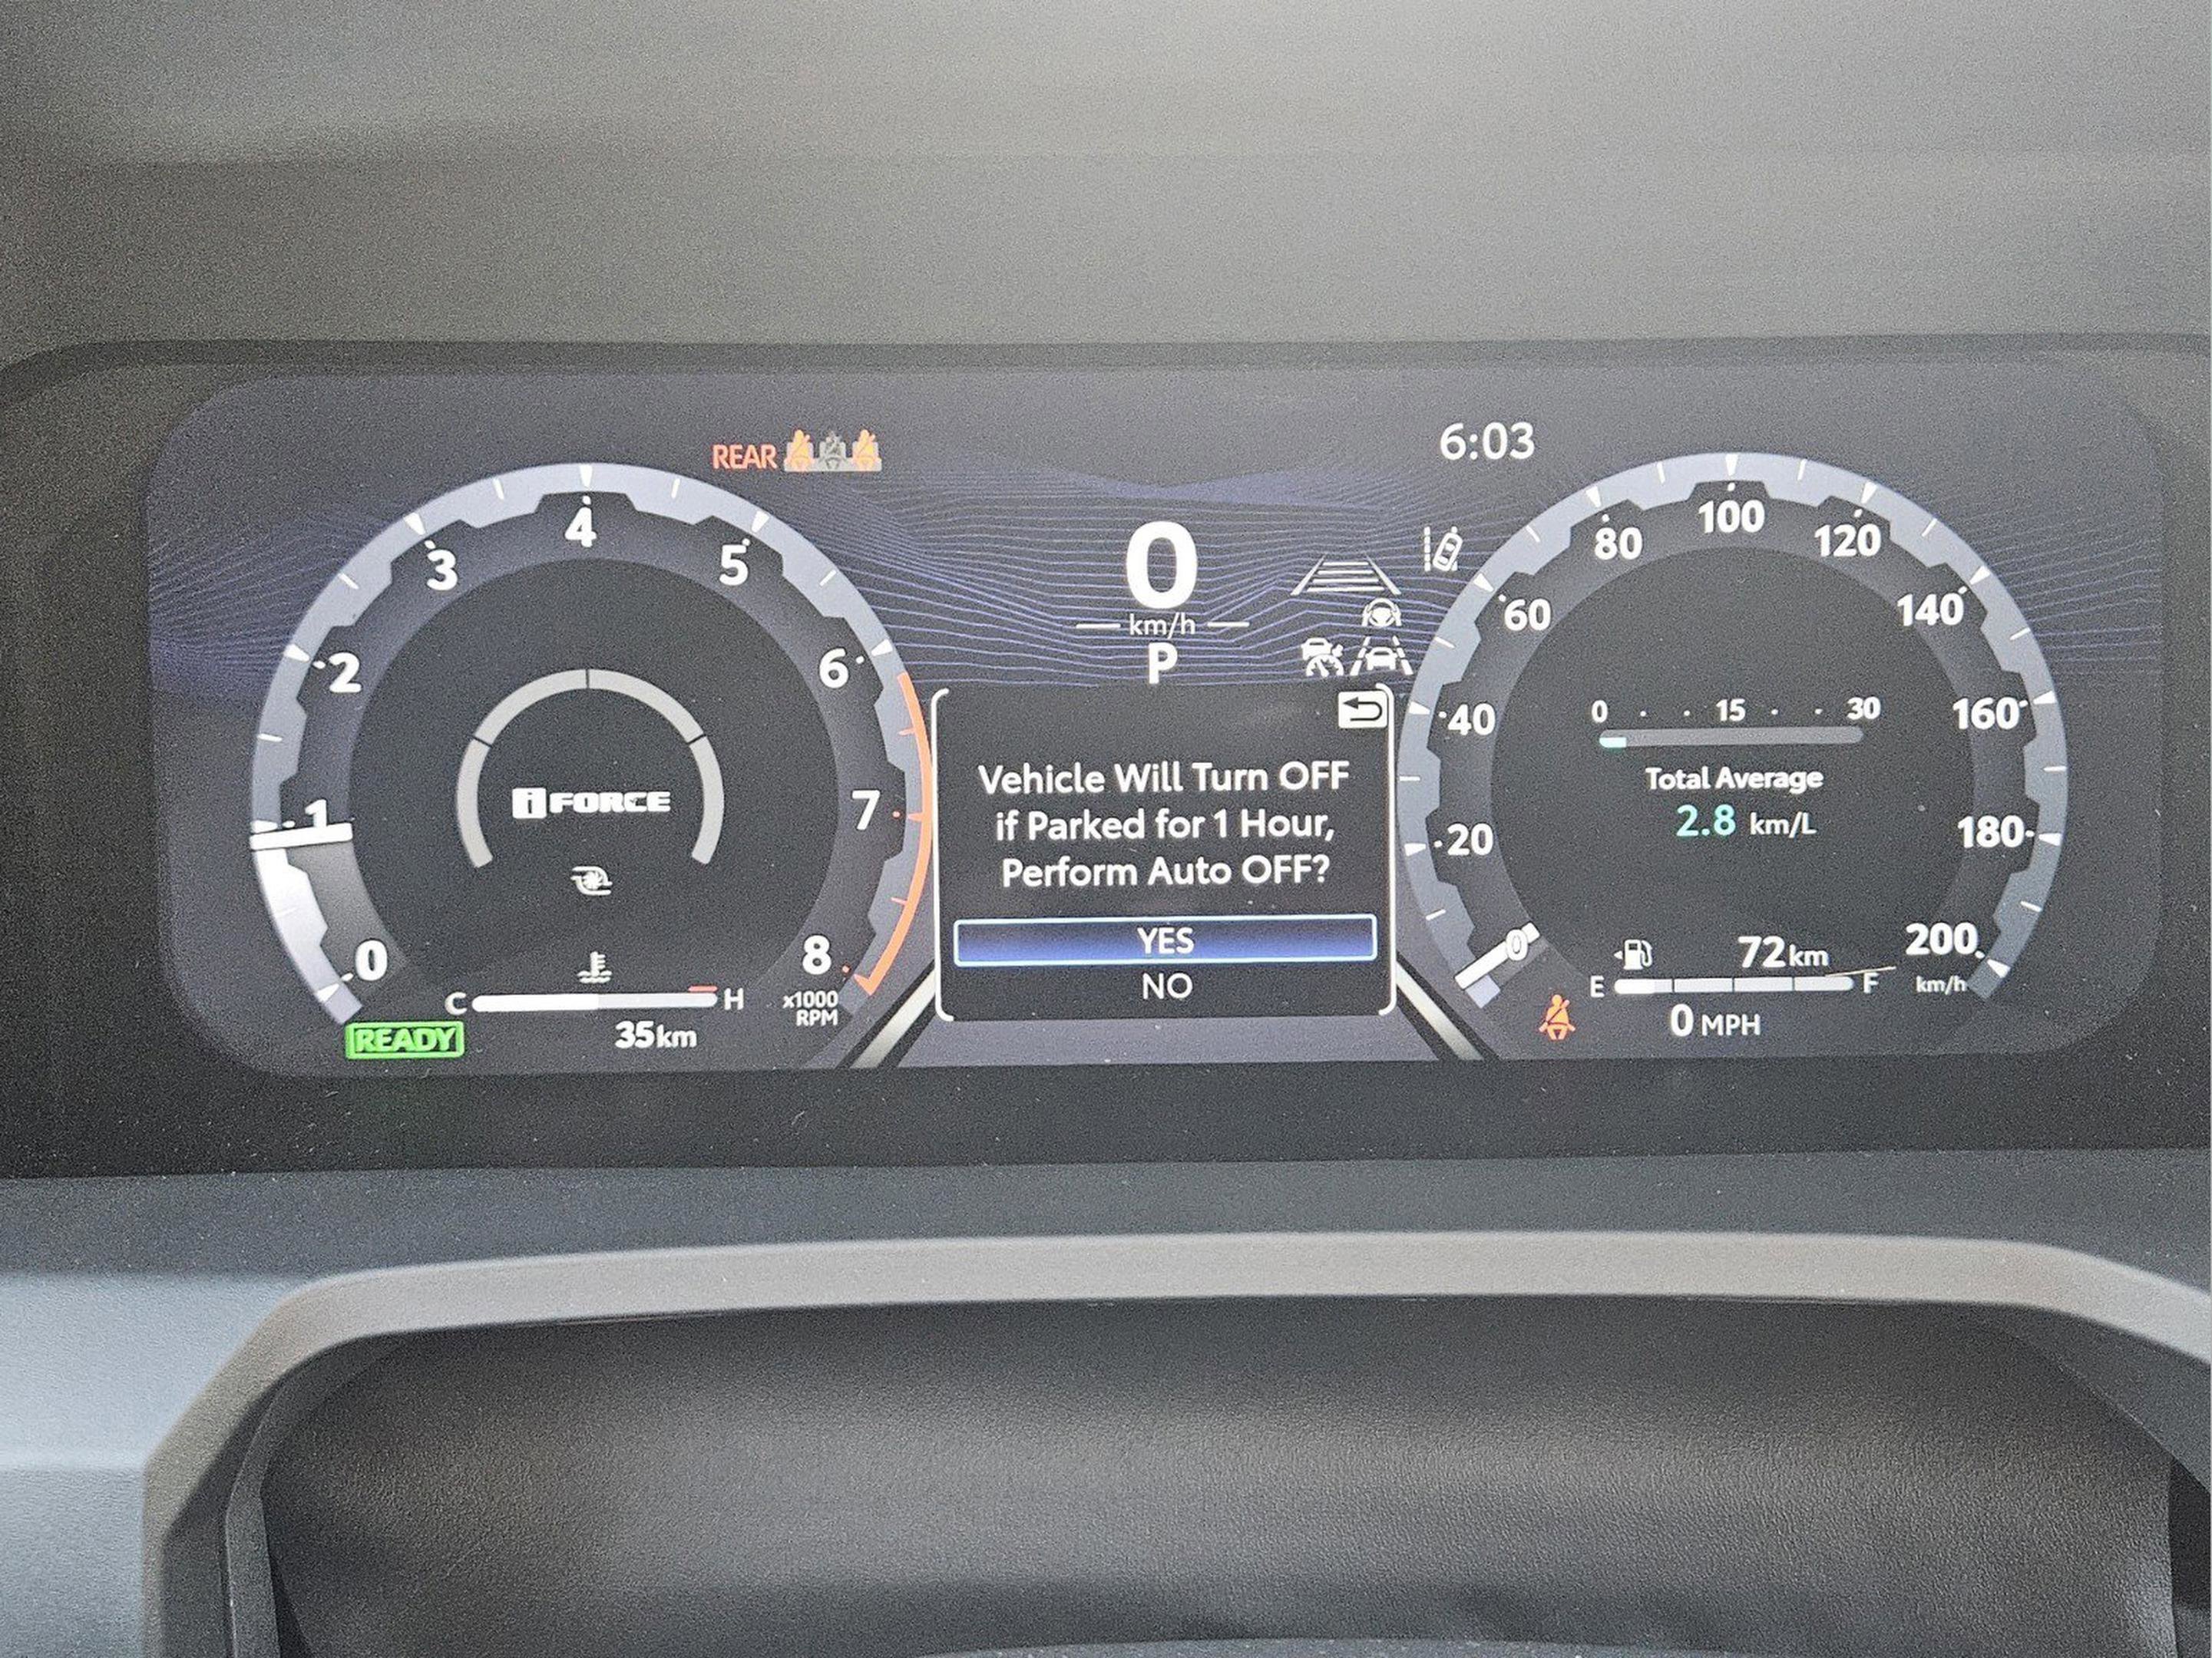 REAR
6:03
0
km/h
P
0
1
2
3
4
5
6
7
8
x1000
RPM
iFORCE
C
H
35km
READY
Vehicle Will Turn OFF
if Parked for 1 Hour,
Perform Auto OFF?
YES
NO
0
20
40
60
80
100
120
140
160
180
200
km/h
0 15 30
Total Average
2.8 km/L
72km
E
F
0 MPH